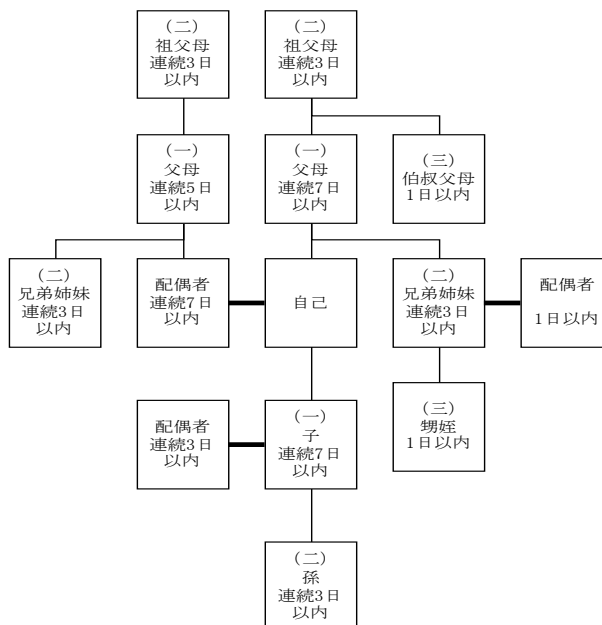 (二)
祖父母
連続3日
以内
(二)
祖父母
連続3日
以内
(一)
父母
連続5日
以内
(一)
父母
連続7日
以内
(三)
伯叔父母
1日以内
(二)
兄弟姉妹
連続3日
以内
配偶者
連続7日
以内
自己
(二)
兄弟姉妹
連続3日
以内
配偶者
1日以内
配偶者
連続3日
以内
(一)
子
連続7日
以内
(三)
甥姪
1日以内
(二)
孫
連続3日
以内